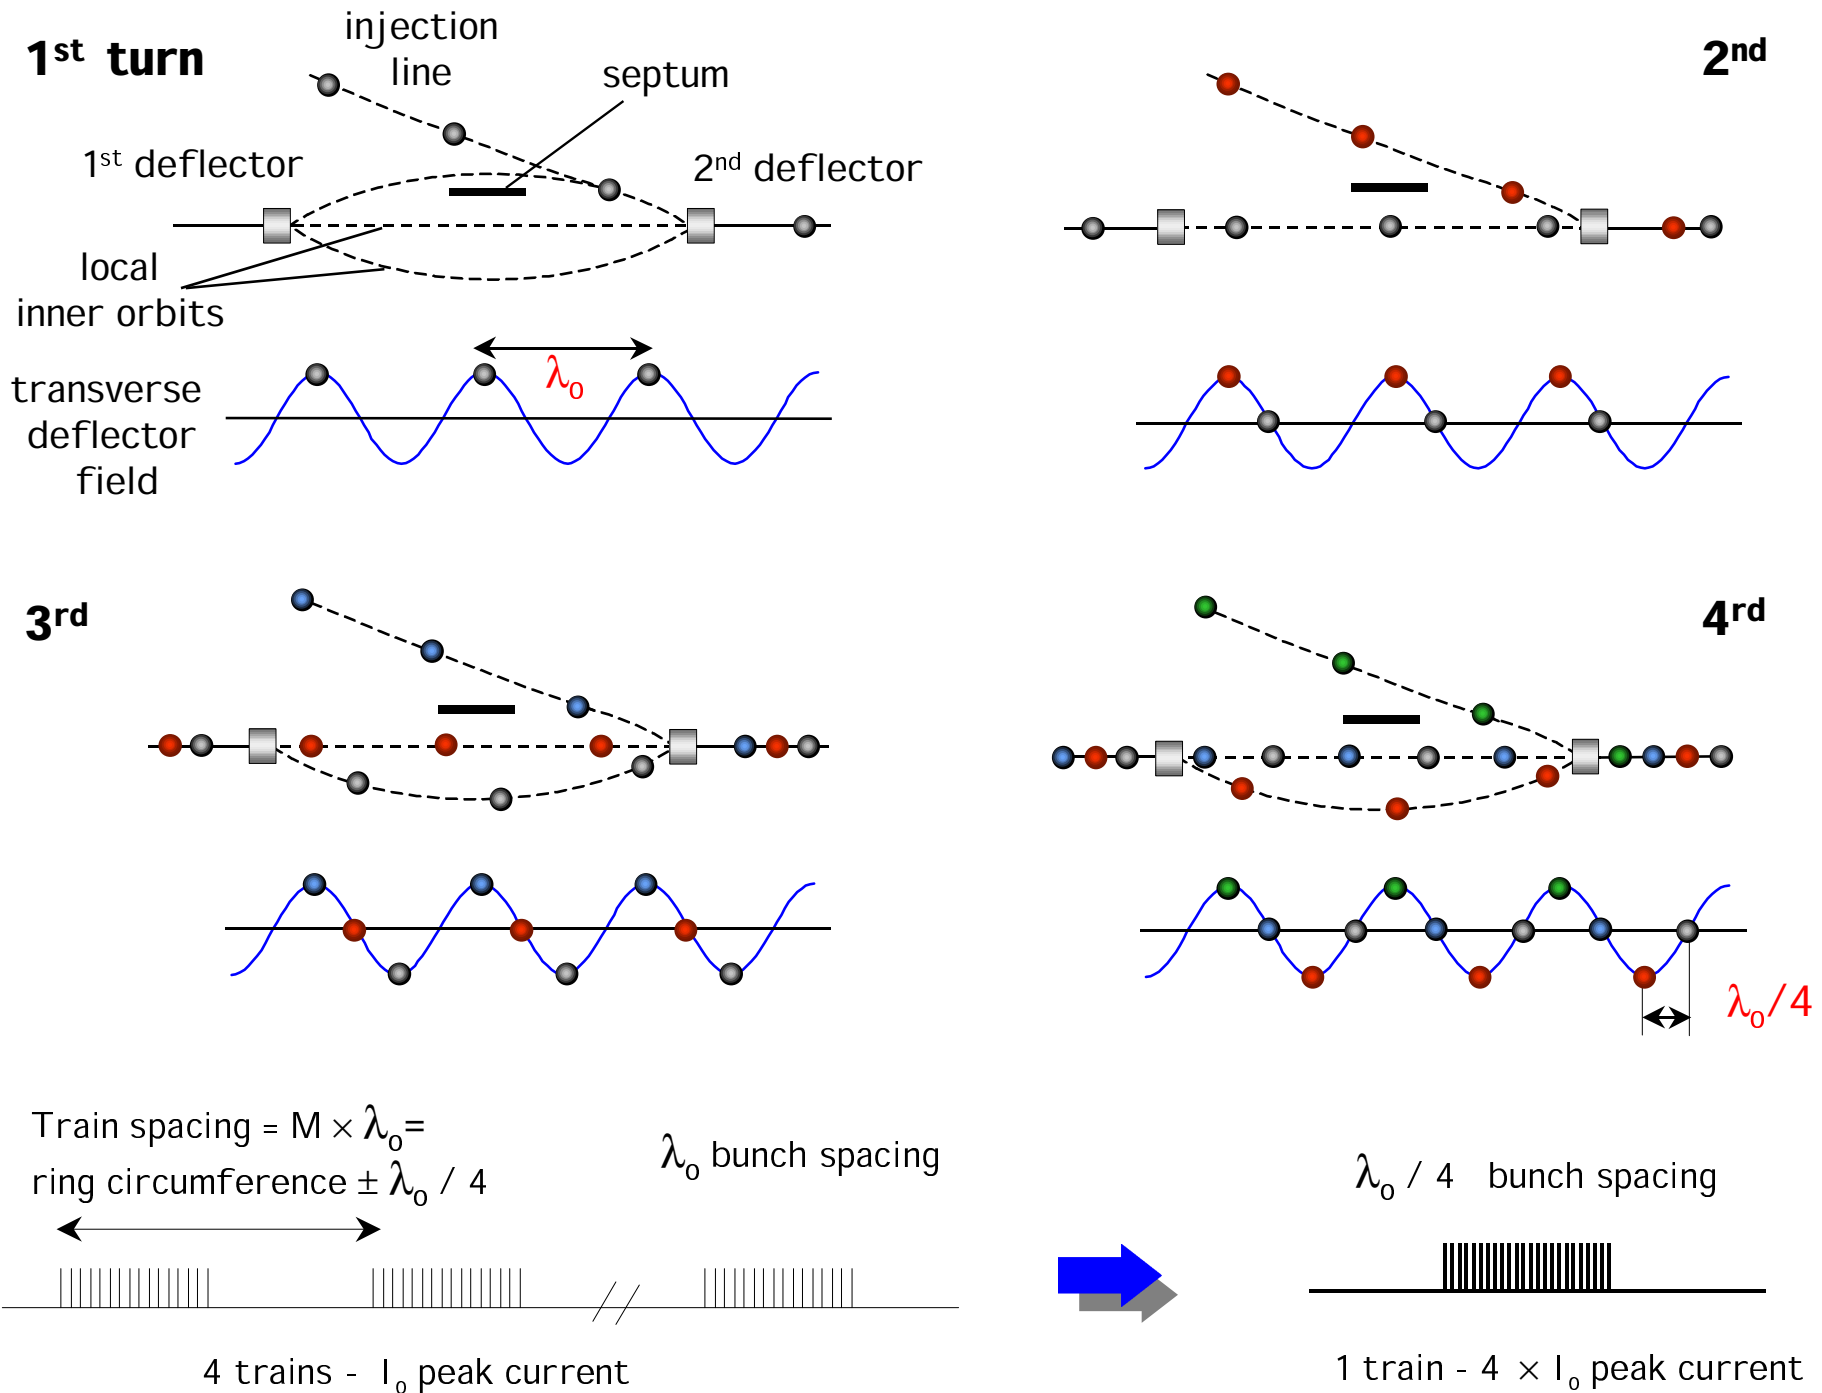 1st turn
injection
line
septum
1st deflector
2nd deflector
local
inner orbits
λo
transverse
deflector
field
2nd
3rd
4rd
λo/4
Train spacing = M × λo=
ring circumference ± λo / 4
λo bunch spacing
4 trains - Io peak current
λo / 4 bunch spacing
1 train - 4 × Io peak current